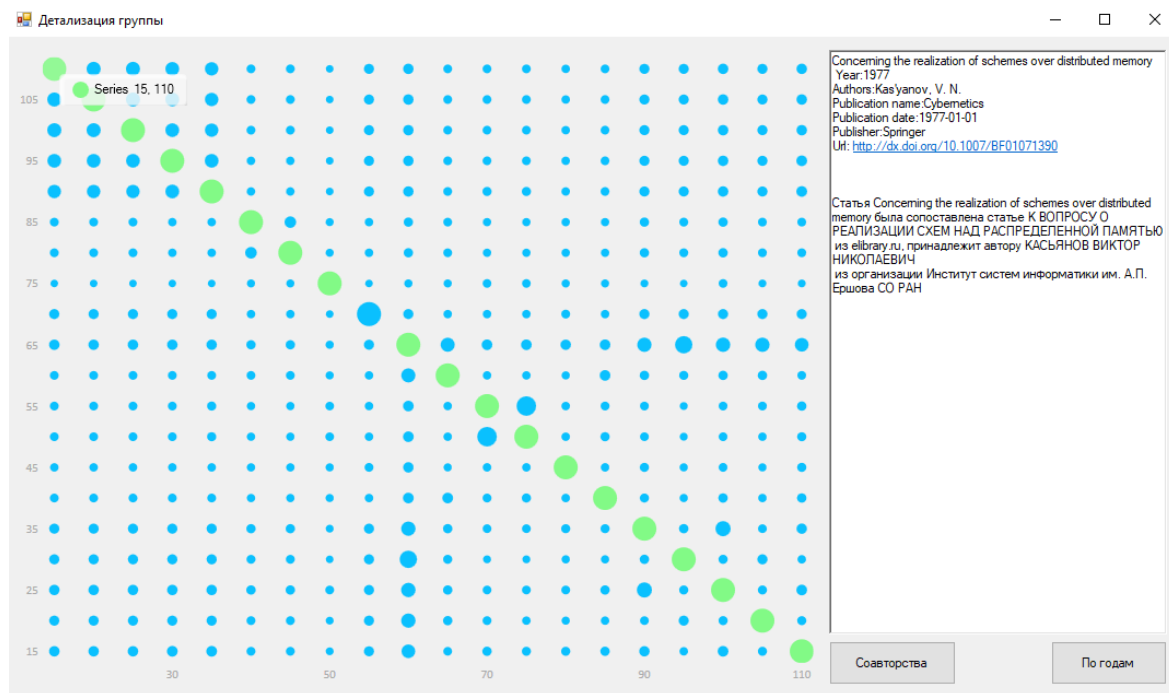 Детализация группы
Series 15, 110
105
95
85
75
65
55
45
35
25
15
30
50
70
90
110
Concerning the realization of schemes over distributed memory
Year:1977
Authors:Kas'yanov, V. N.
Publication name:Cybernetics
Publication date:1977-01-01
Publisher:Springer
Url: http://dx.doi.org/10.1007/BF01071390
Статья Concerning the realization of schemes over distributed
memory была сопоставлена статье К ВОПРОСУ О
РЕАЛИЗАЦИИ СХЕМ НАД РАСПРЕДЕЛЕННОЙ ПАМЯТЬЮ
из elibrary.ru, принадлежит автору КАСЬЯНОВ ВИКТОР
НИКОЛАЕВИЧ
из организации Институт систем информатики им. А.П.
Ершова СО РАН
Соавторства
По годам